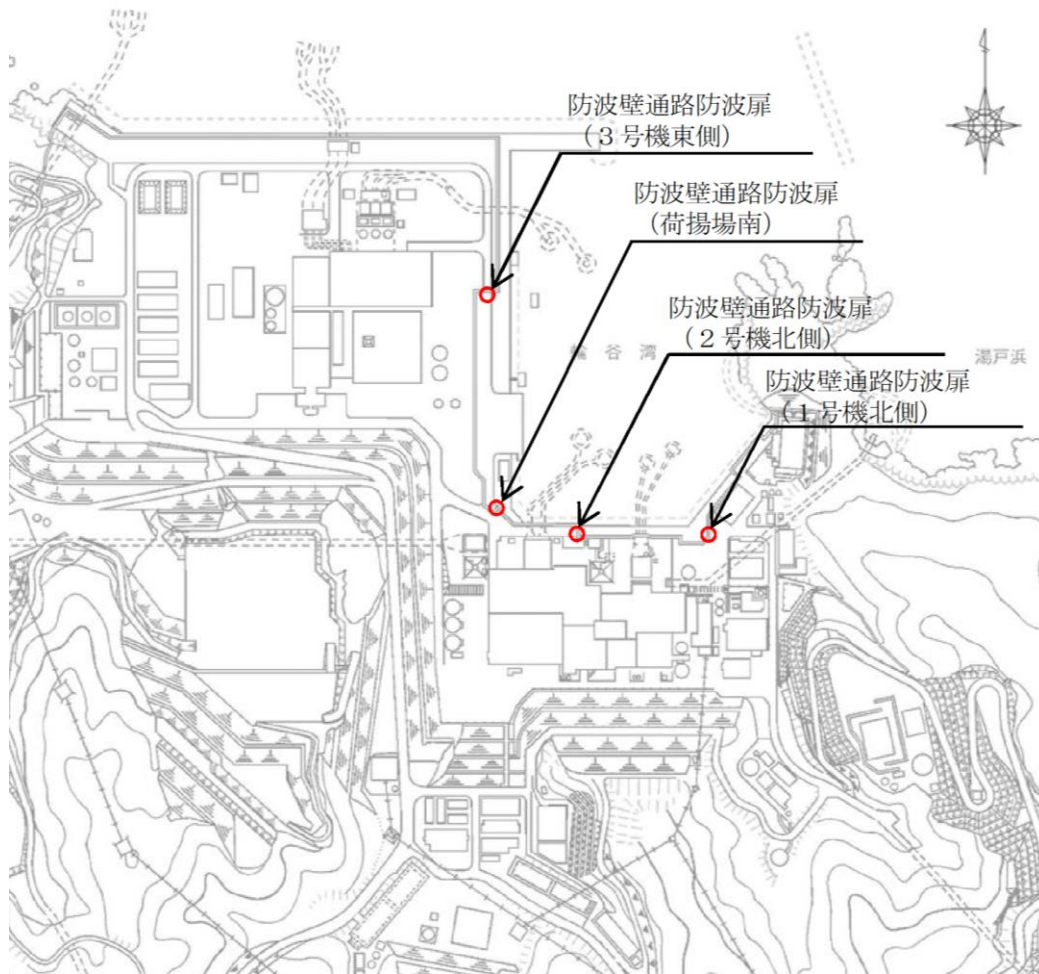 防波壁通路防波扉
（３号機東側）
防波壁通路防波扉
(荷揚場南)
防波壁通路防波扉
（２号機北側）
輪谷湾
湯戸浜
防波壁通路防波扉
（１号機北側）